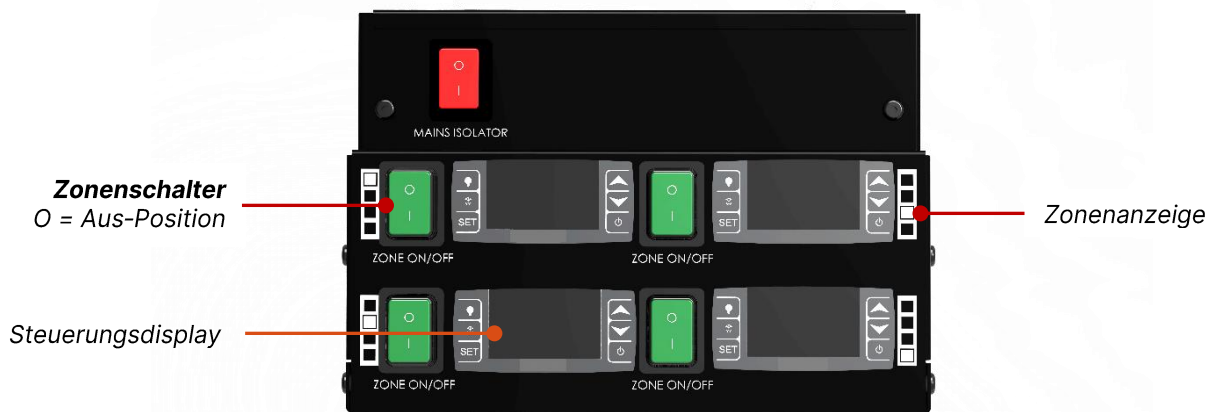 O
I
MAINS ISOLATOR
Zonenschalter
O = Aus-Position
O
I
SET
O
I
SET
Zonenanzeige
ZONE ON/OFF
ZONE ON/OFF
Steuerungsdisplay
O
I
SET
O
I
SET
ZONE ON/OFF
ZONE ON/OFF